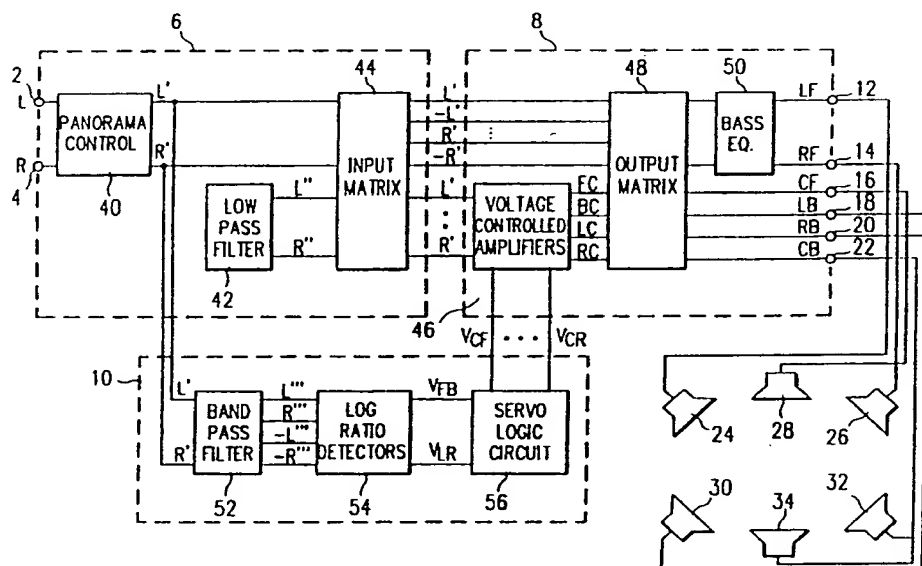 6
8
44
48
50
2
L
PANORAMA CONTROL
40
L'
R'
R
4
INPUT MATRIX
L'
-L'
R'
-R'
L'
R'
OUTPUT MATRIX
BASS EQ.
LF
12
RF
14
CF
16
LB
18
RB
20
CB
22
LOW PASS FILTER
42
L''
R''
VOLTAGE CONTROLLED AMPLIFIERS
FC
BC
LC
RC
46
VCF
VCR
10
L'
R'
BAND PASS FILTER
52
L'''
R'''
-L'''
-R'''
LOG RATIO DETECTORS
54
VFB
VLR
SERVO LOGIC CIRCUIT
56
24
28
26
30
34
32